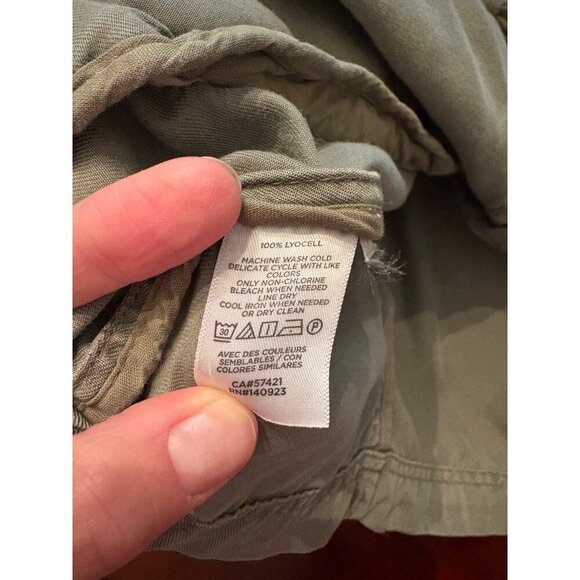 100% LYOCELL
MACHINE WASH COLD
DELICATE CYCLE WITH LIKE
COLORS
ONLY NON-CHLORINE
BLEACH WHEN NEEDED
LINE DRY
COOL IRON WHEN NEEDED
OR DRY CLEAN
30 P
AVEC DES COULEURS
SEMBLABLES / CON
COLORES SIMILARES
CA#57421
RN#140923